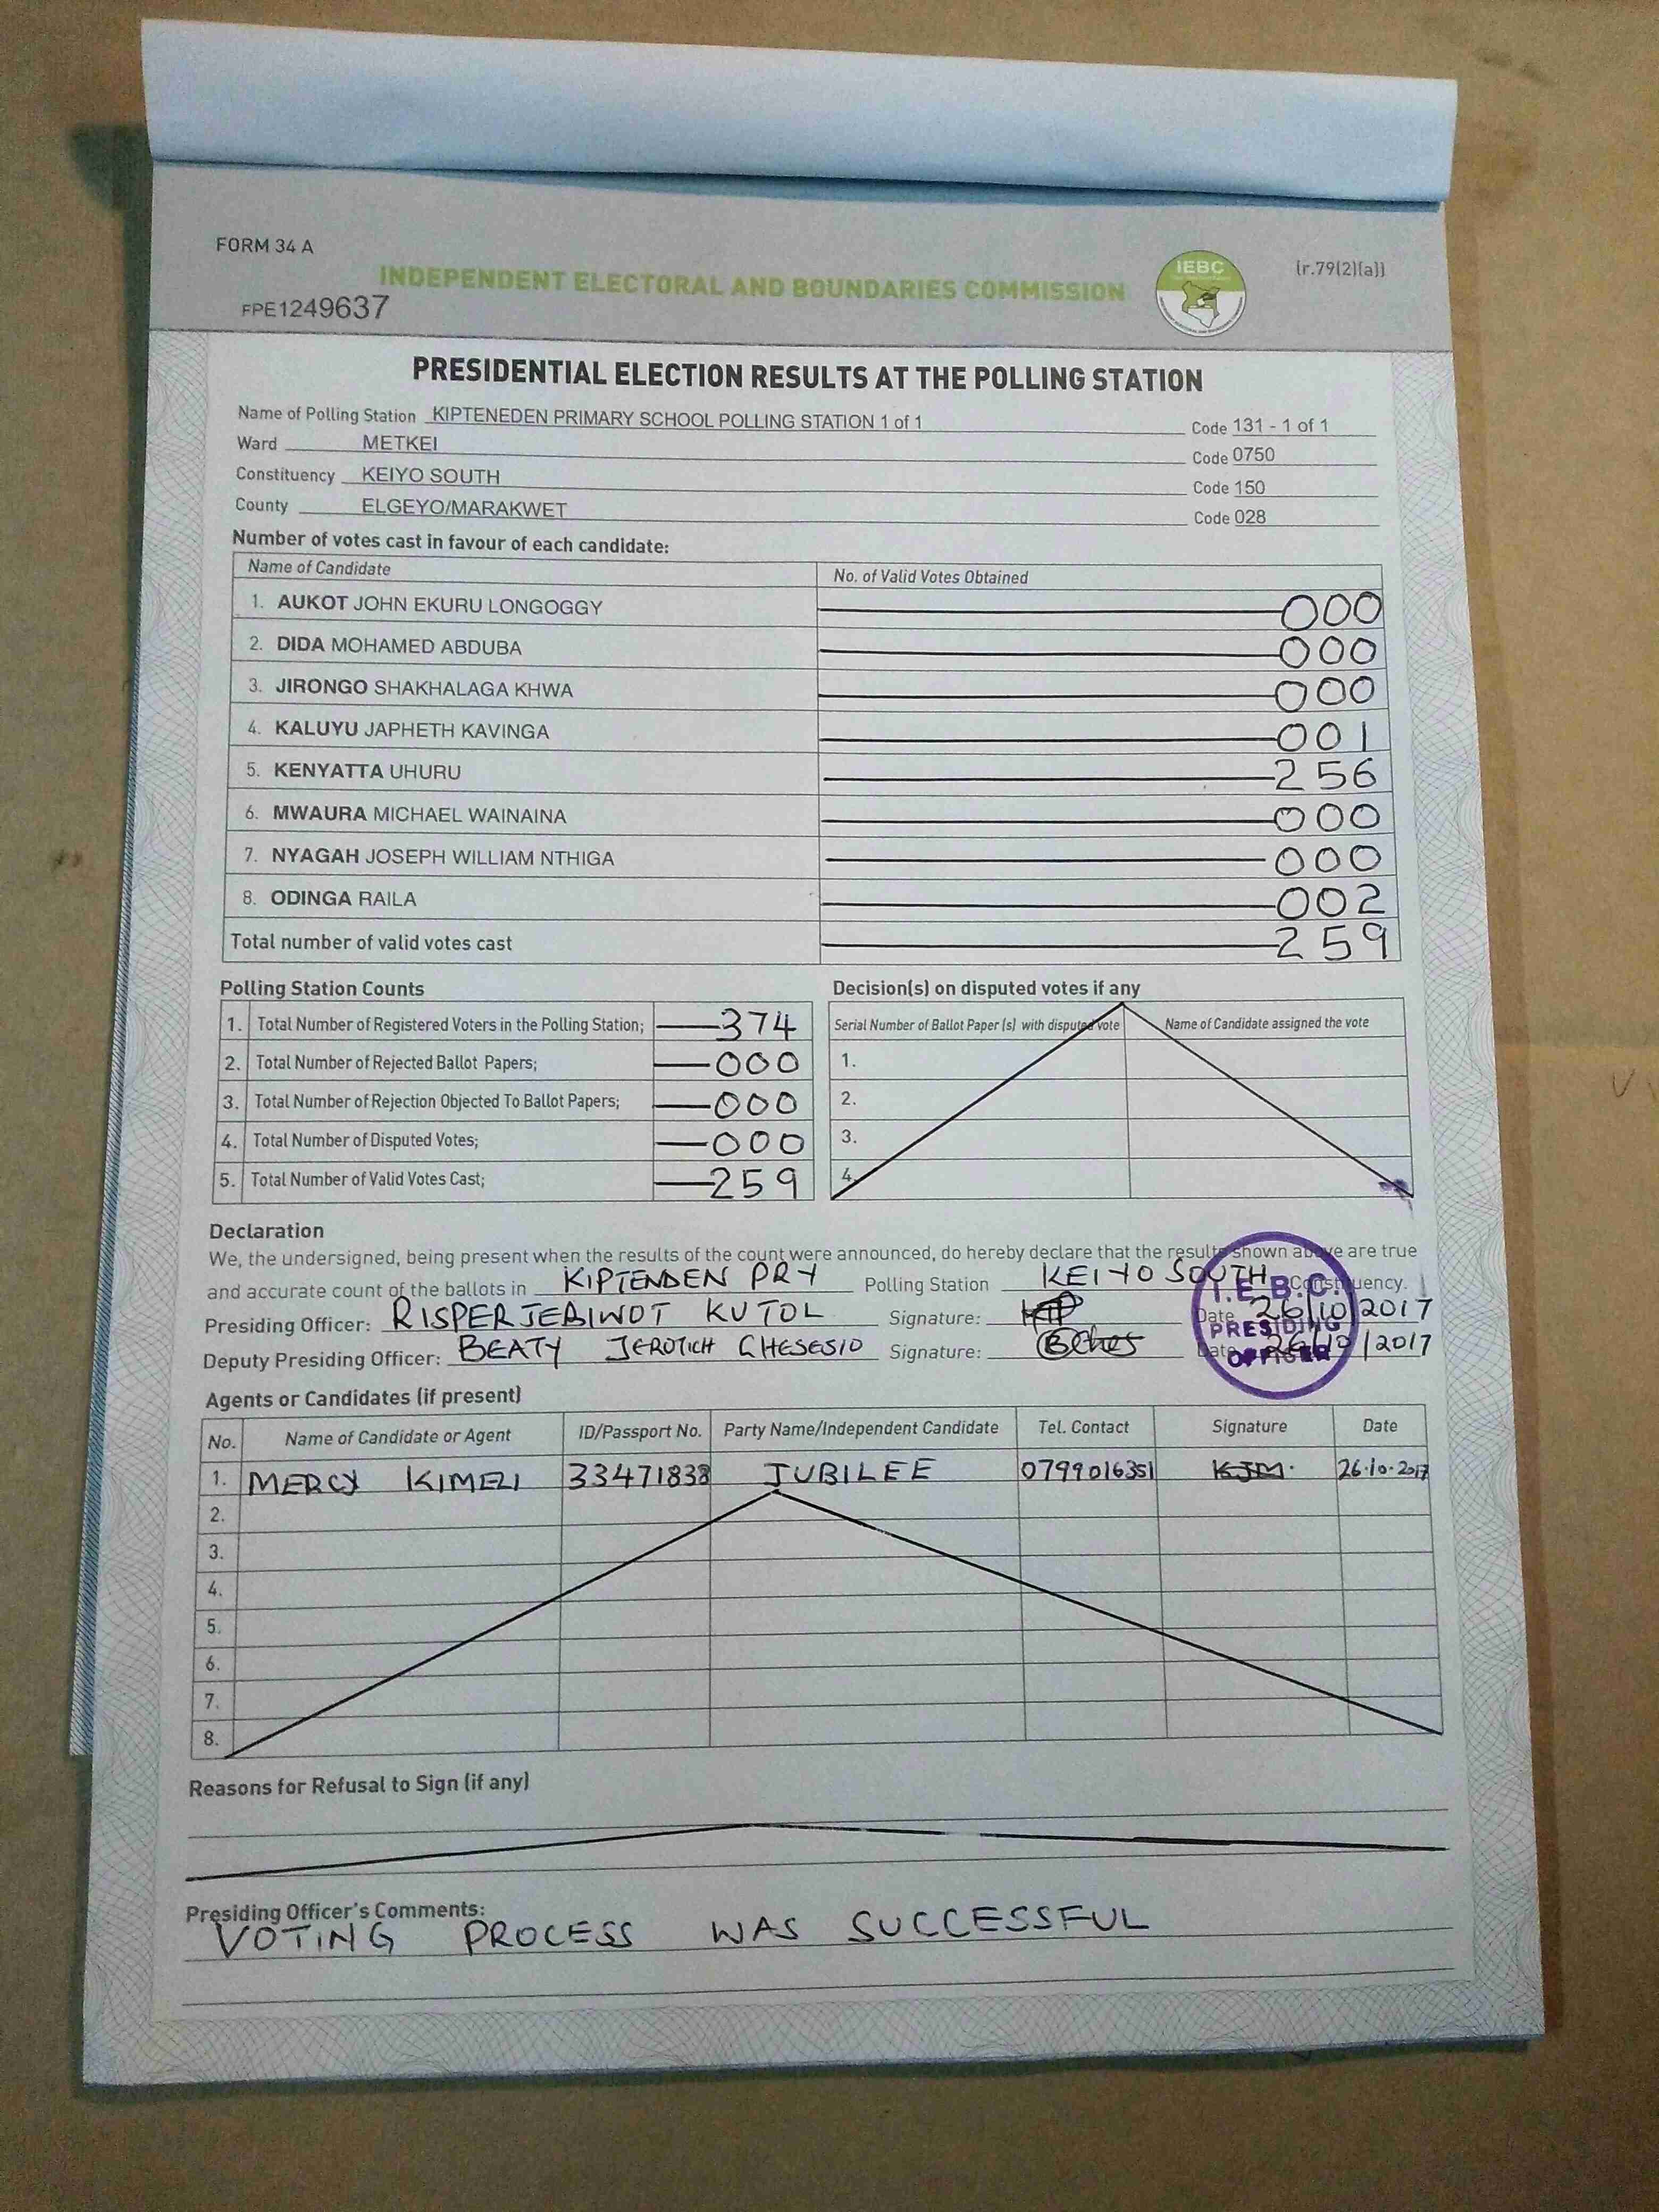 FORM 34 A
INDEPENDENT ELECTORAL AND BOUNDARIES COMMISSION
IEBC
(r.79(2)(a))
FPE1249637
PRESIDENTIAL ELECTION RESULTS AT THE POLLING STATION
Name of Polling Station KIPTENEDEN PRIMARY SCHOOL POLLING STATION 1 of 1 Code 131 - 1 of 1
Ward METKEI Code 0750
Constituency KEIYO SOUTH Code 150
County ELGEYO/MARAKWET Code 028
Number of votes cast in favour of each candidate:
Name of Candidate No. of Valid Votes Obtained
1. AUKOT JOHN EKURU LONGOGGY 000
2. DIDA MOHAMED ABDUBA 000
3. JIRONGO SHAKHALAGA KHWA 000
4. KALUYU JAPHETH KAVINGA 001
5. KENYATTA UHURU 256
6. MWAURA MICHAEL WAINAINA 000
7. NYAGAH JOSEPH WILLIAM NTHIGA 000
8. ODINGA RAILA 002
Total number of valid votes cast 259
Polling Station Counts
1. Total Number of Registered Voters in the Polling Station; 374
2. Total Number of Rejected Ballot Papers; 000
3. Total Number of Rejection Objected To Ballot Papers; 000
4. Total Number of Disputed Votes; 000
5. Total Number of Valid Votes Cast; 259
Decision(s) on disputed votes if any
Serial Number of Ballot Paper (s) with disputed vote Name of Candidate assigned the vote
1.
2.
3.
4.
Declaration
We, the undersigned, being present when the results of the count were announced, do hereby declare that the results shown above are true
and accurate count of the ballots in KIPTENDEN PRY Polling Station KEIYO SOUTH Constituency.
Presiding Officer: RISPER JEBIWOT KUTOL Signature: Date 26/10/2017
Deputy Presiding Officer: BEATY JEROTICH CHESESIO Signature: BChes Date 26/10/2017
I.E.B.C.
PRESIDING
OFFICER
Agents or Candidates (if present)
No. Name of Candidate or Agent ID/Passport No. Party Name/Independent Candidate Tel. Contact Signature Date
1. MERCY KIMELI 33471838 JUBILEE 0799016351 KJM. 26.10.2017
2.
3.
4.
5.
6.
7.
8.
Reasons for Refusal to Sign (if any)
Presiding Officer's Comments:
VOTING PROCESS WAS SUCCESSFUL